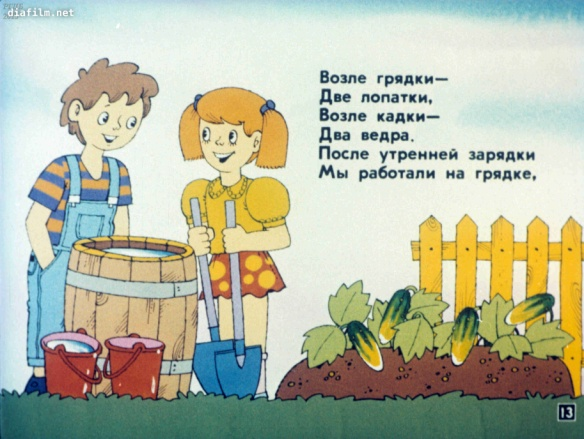 diafilm.net
Возле грядки—
Две лопатки,
Возле кадки—
Два ведра.
После утренней зарядки
Мы работали на грядке,
13